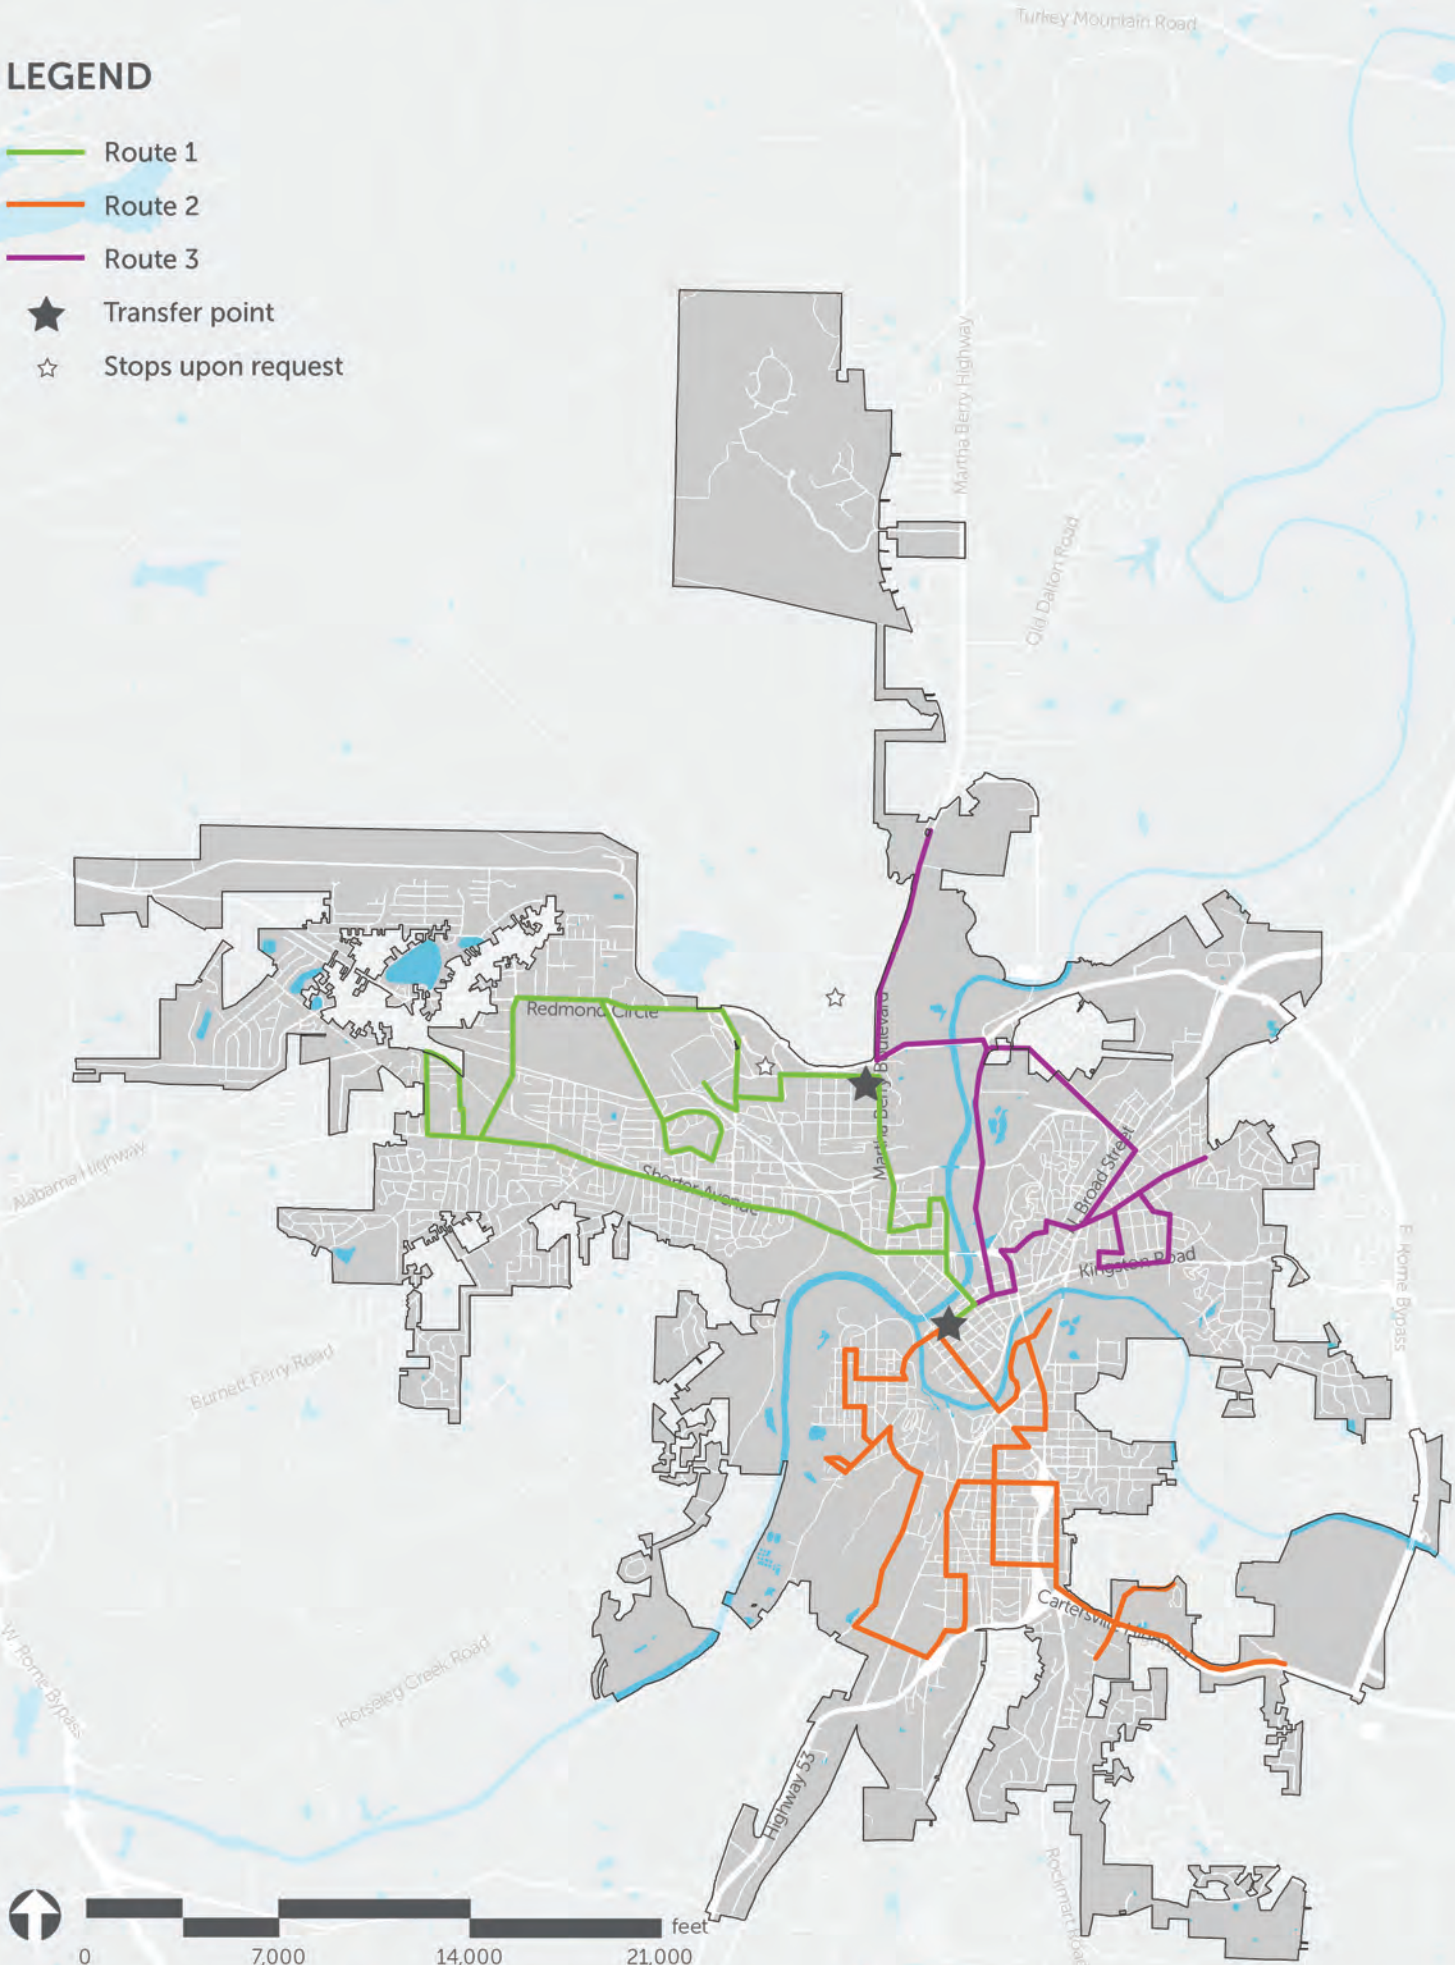 Turkey Mountain Road
LEGEND
Route 1
Route 2
Route 3
Transfer point
Stops upon request
Martha Berry Highway
Old Dalton Road
Redmond Circle
Martha Berry Boulevard
Alabama Highway
Shorter Avenue
Broad Street
Kingston Road
E. Rome Bypass
Burnett Ferry Road
Cartersville Highway
W. Rome Bypass
Horseleg Creek Road
Highway 53
Rockmart Road
feet
0 7,000 14,000 21,000